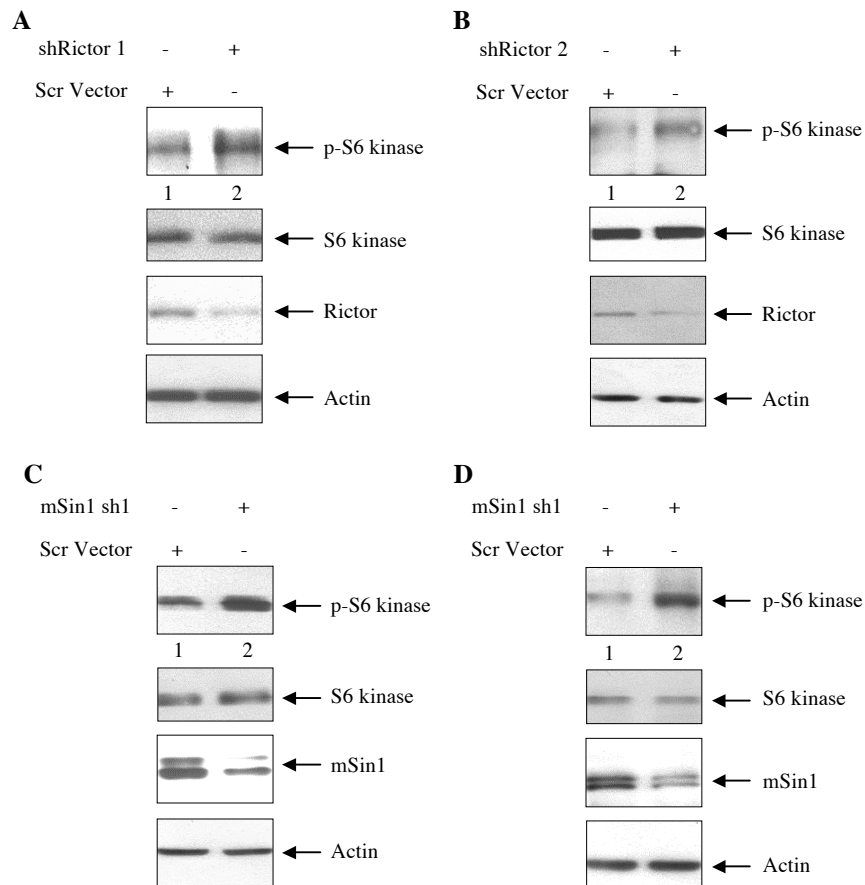 A
shRictor 1 - +
Scr Vector + -
p-S6 kinase
1 2
S6 kinase
Rictor
Actin
B
shRictor 2 - +
Scr Vector + -
p-S6 kinase
1 2
S6 kinase
Rictor
Actin
C
mSin1 sh1 - +
Scr Vector + -
p-S6 kinase
1 2
S6 kinase
mSin1
Actin
D
mSin1 sh1 - +
Scr Vector + -
p-S6 kinase
1 2
S6 kinase
mSin1
Actin